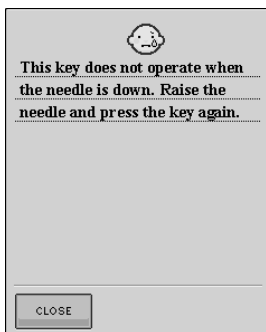 This key does not operate when
the needle is down. Raise the
needle and press the key again.
CLOSE